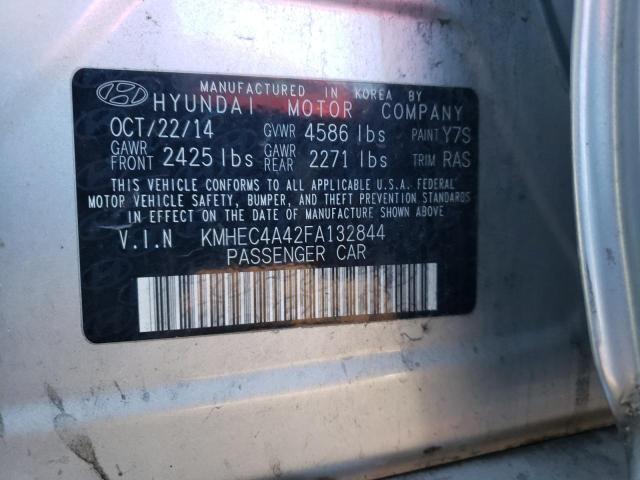 MANUFACTURED IN KOREA BY
HYUNDAI MOTOR COMPANY
OCT/22/14 GVWR 4586 lbs PAINT Y7S
GAWR FRONT 2425 lbs GAWR REAR 2271 lbs TRIM RAS
THIS VEHICLE CONFORMS TO ALL APPLICABLE U.S.A. FEDERAL
MOTOR VEHICLE SAFETY, BUMPER, AND THEFT PREVENTION STANDARDS
IN EFFECT ON THE DATE OF MANUFACTURE SHOWN ABOVE
V.I.N KMHEC4A42FA132844
PASSENGER CAR